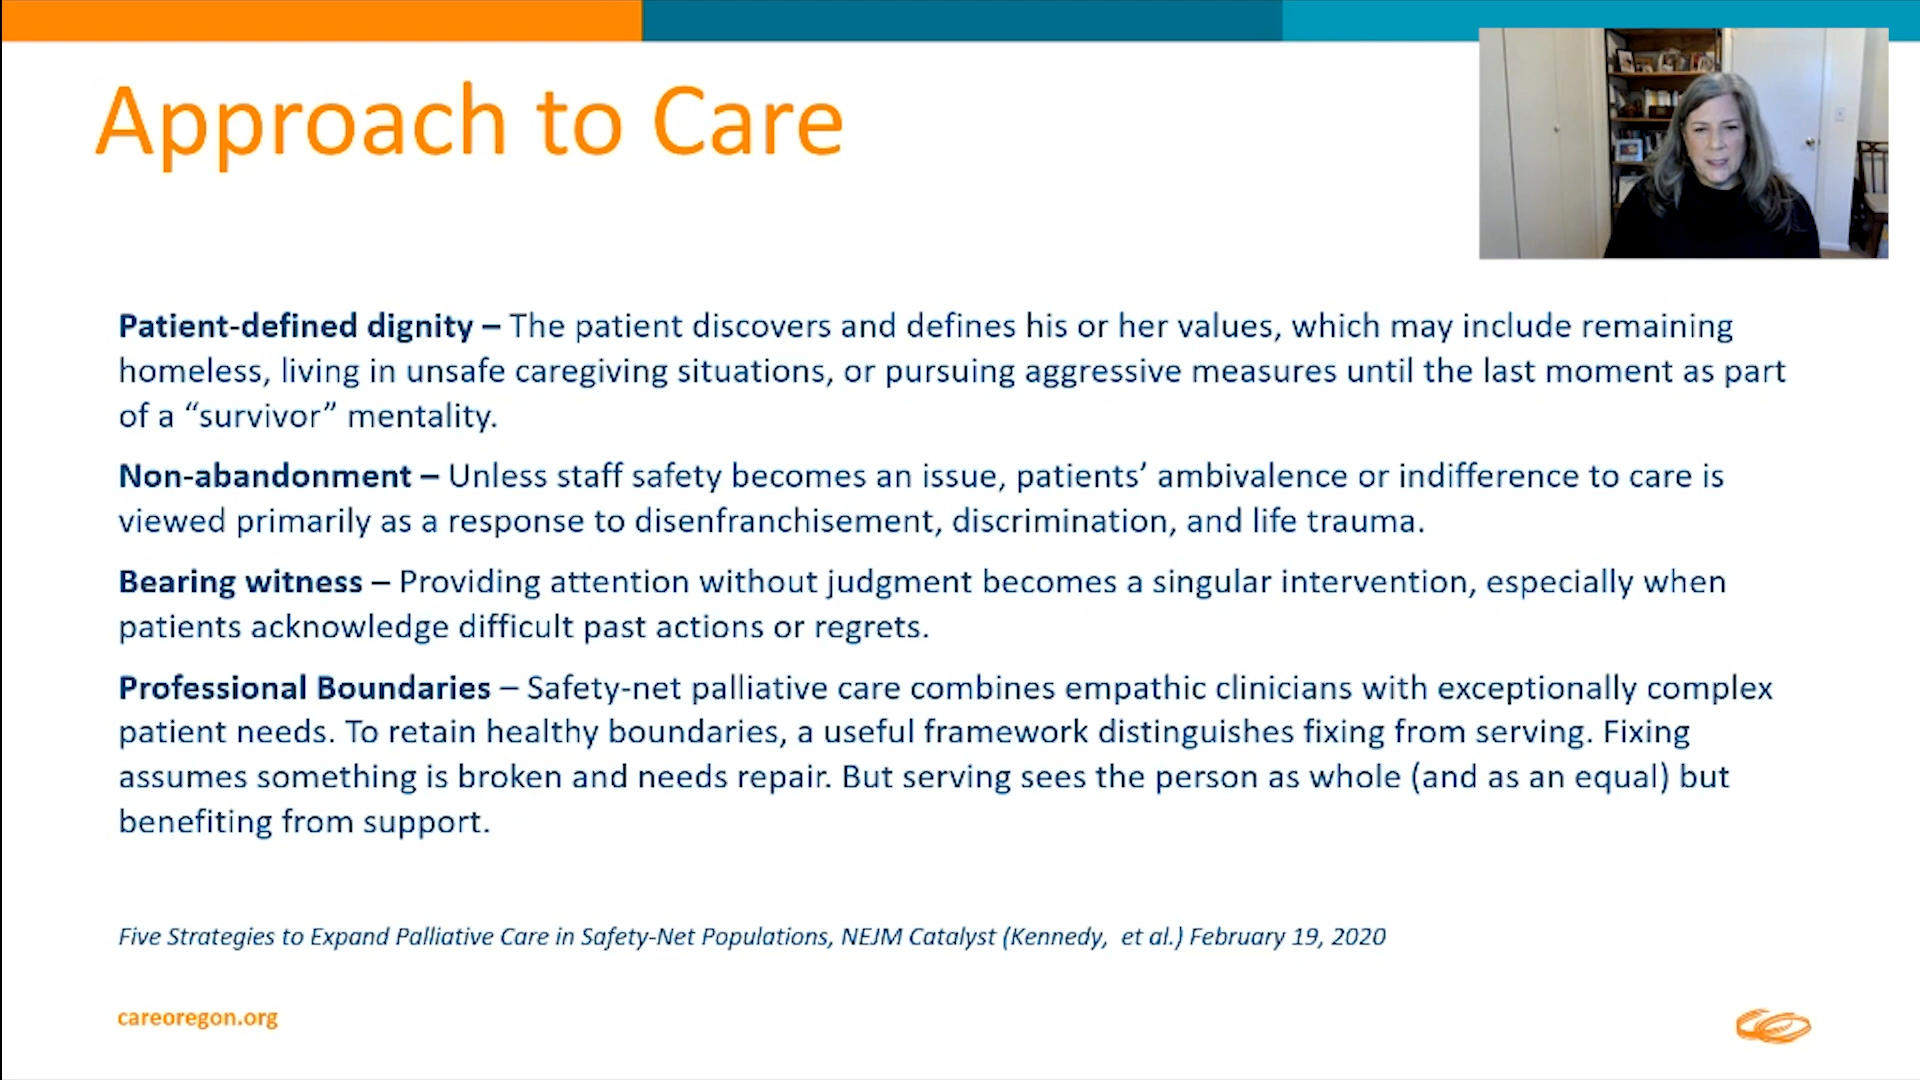 Approach to Care
Patient-defined dignity – The patient discovers and defines his or her values, which may include remaining
homeless, living in unsafe caregiving situations, or pursuing aggressive measures until the last moment as part
of a “survivor” mentality.
Non-abandonment – Unless staff safety becomes an issue, patients’ ambivalence or indifference to care is
viewed primarily as a response to disenfranchisement, discrimination, and life trauma.
Bearing witness – Providing attention without judgment becomes a singular intervention, especially when
patients acknowledge difficult past actions or regrets.
Professional Boundaries – Safety-net palliative care combines empathic clinicians with exceptionally complex
patient needs. To retain healthy boundaries, a useful framework distinguishes fixing from serving. Fixing
assumes something is broken and needs repair. But serving sees the person as whole (and as an equal) but
benefiting from support.
Five Strategies to Expand Palliative Care in Safety-Net Populations, NEJM Catalyst (Kennedy,  et al.) February 19, 2020
careoregon.org